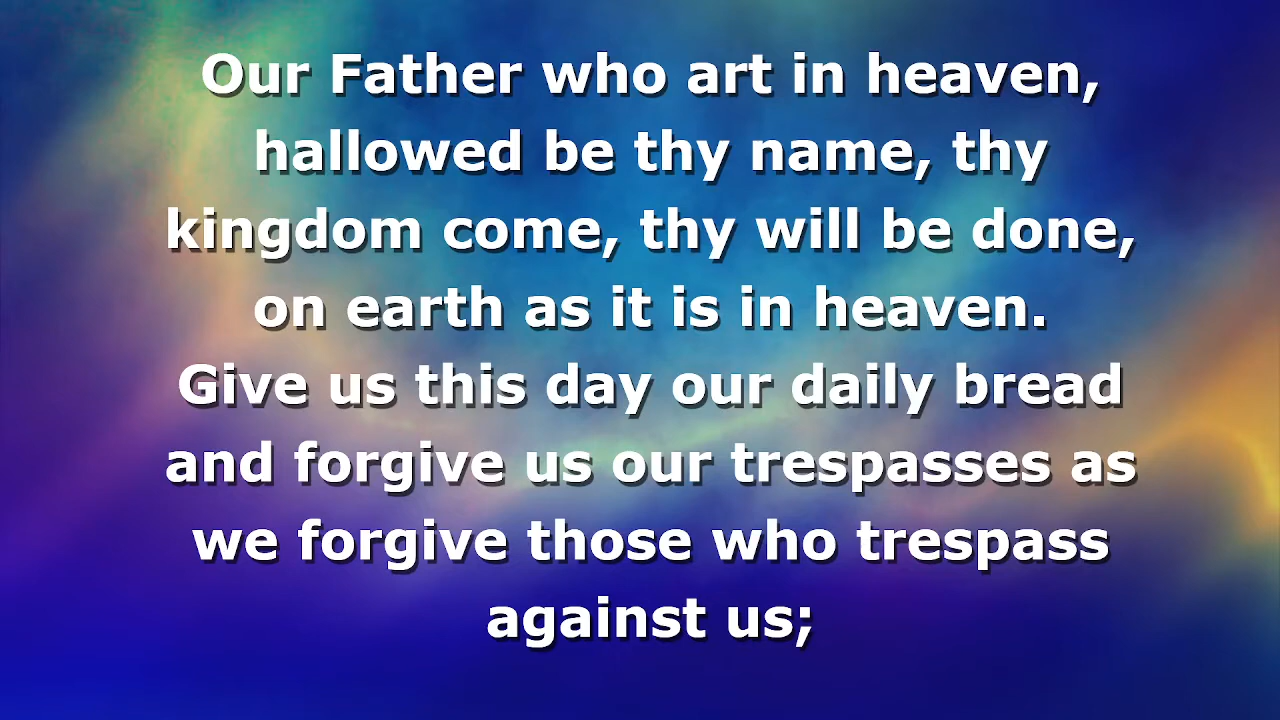 Our Father who art in heaven,
hallowed be thy name, thy
kingdom come, thy will be done,
on earth as it is in heaven.
Give us this day our daily bread
and forgive us our trespasses as
we forgive those who trespass
against us;